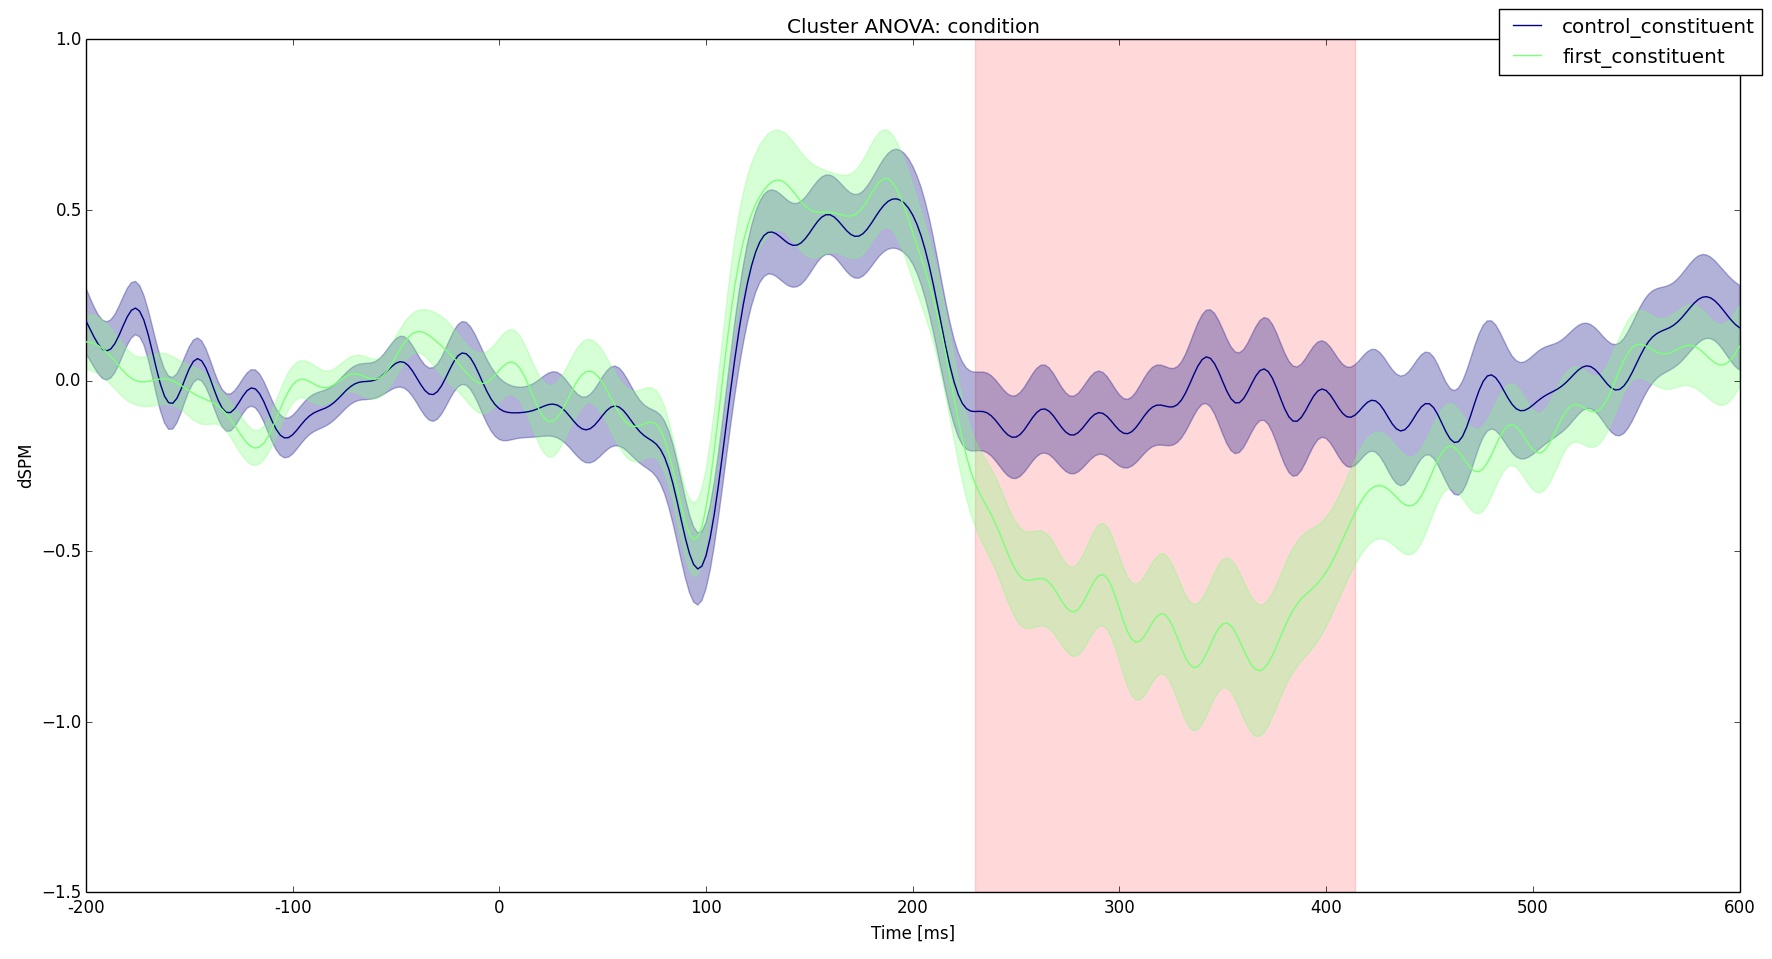 Cluster ANOVA: condition
control_constituent
first_constituent
1.0
0.5
0.0
−0.5
−1.0
−1.5
dSPM
-200 -100 0 100 200 300 400 500 600
Time [ms]